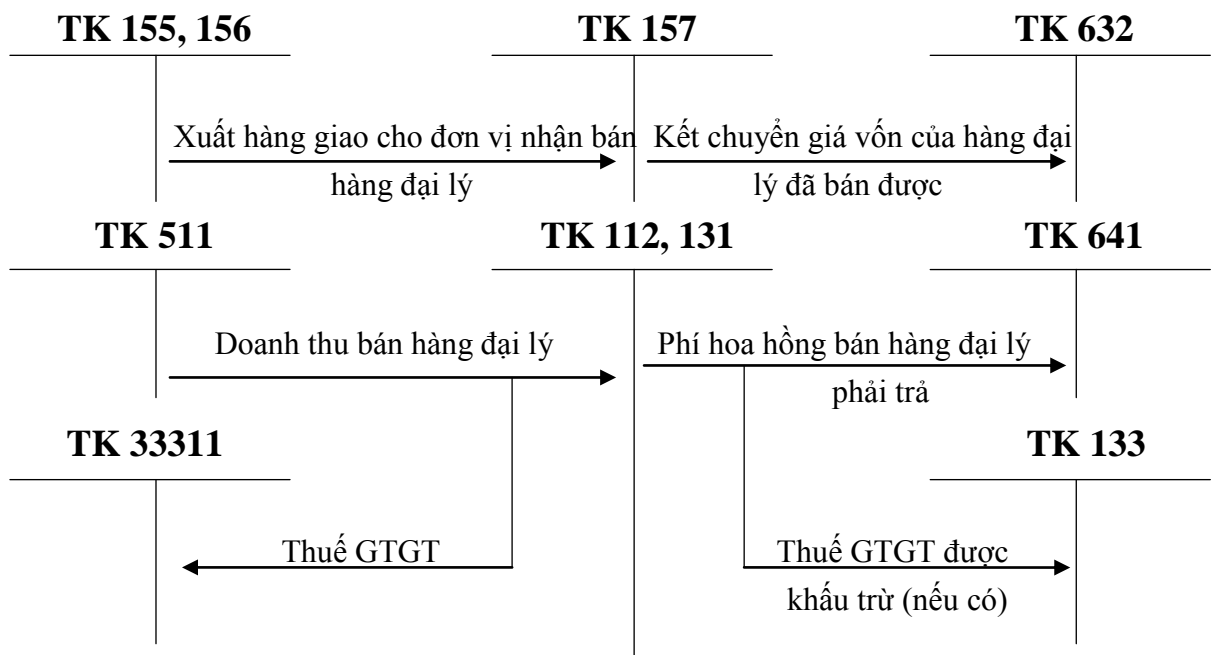 TK 155, 156
TK 157
TK 632
Xuất hàng giao cho đơn vị nhận bán
hàng đại lý
Kết chuyển giá vốn của hàng đại
lý đã bán được
TK 511
TK 112, 131
TK 641
Doanh thu bán hàng đại lý
Phí hoa hồng bán hàng đại lý
phải trả
TK 33311
TK 133
Thuế GTGT
Thuế GTGT được
khấu trừ (nếu có)